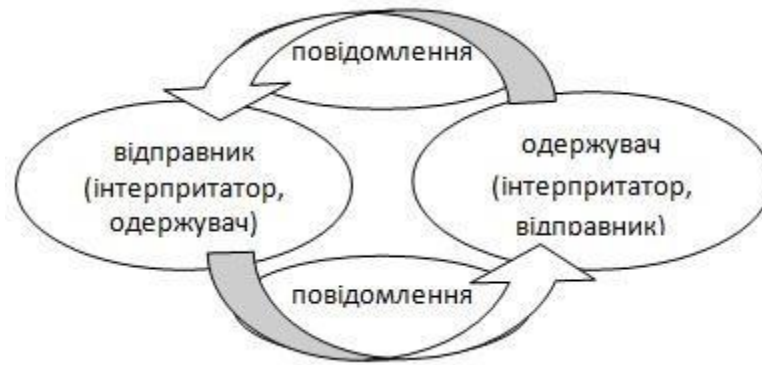 повідомлення
відправник
(інтерпритатор,
одержувач)
одержувач
(інтерпритатор,
відправник)
повідомлення